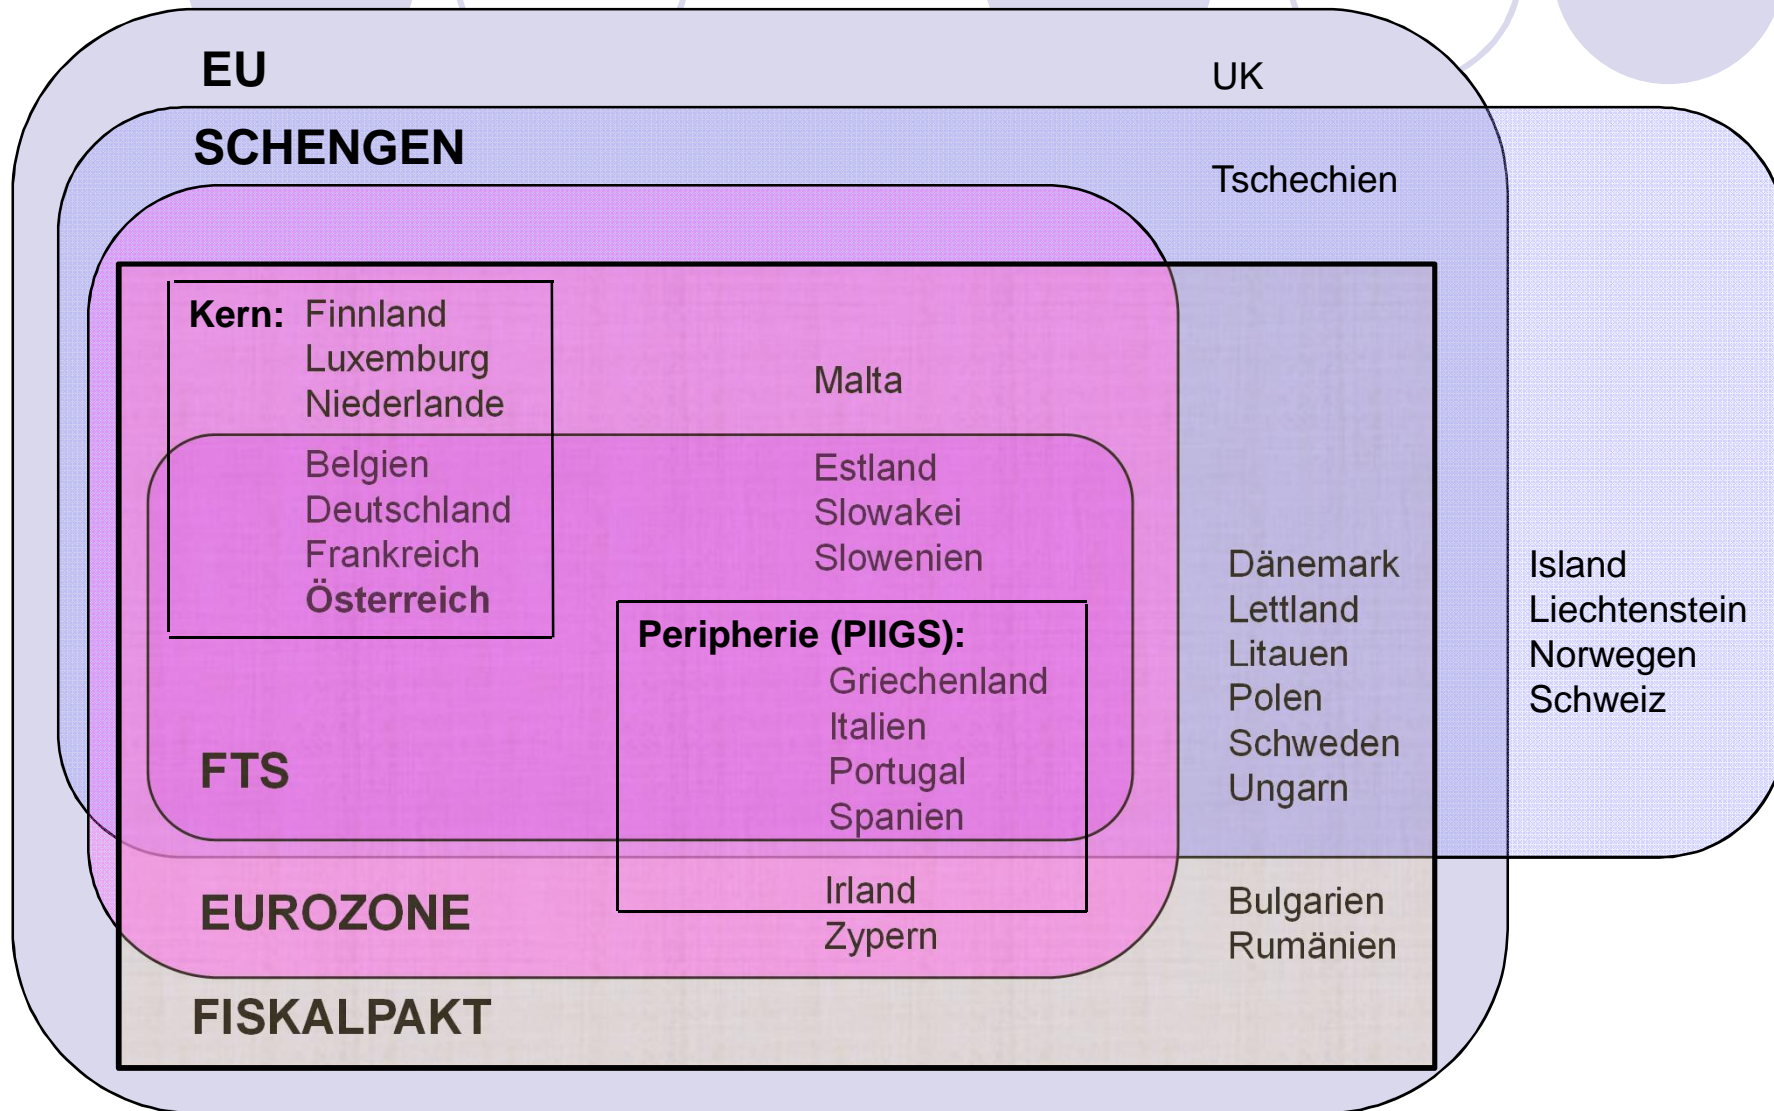 EU
UK
SCHENGEN
Tschechien
Kern: Finnland
Luxemburg
Niederlande
Malta
Belgien
Deutschland
Frankreich
Österreich
Estland
Slowakei
Slowenien
Peripherie (PIIGS):
Griechenland
Italien
Portugal
Spanien
Irland
Zypern
FTS
EUROZONE
FISKALPAKT
Dänemark
Lettland
Litauen
Polen
Schweden
Ungarn
Bulgarien
Rumänien
Island
Liechtenstein
Norwegen
Schweiz